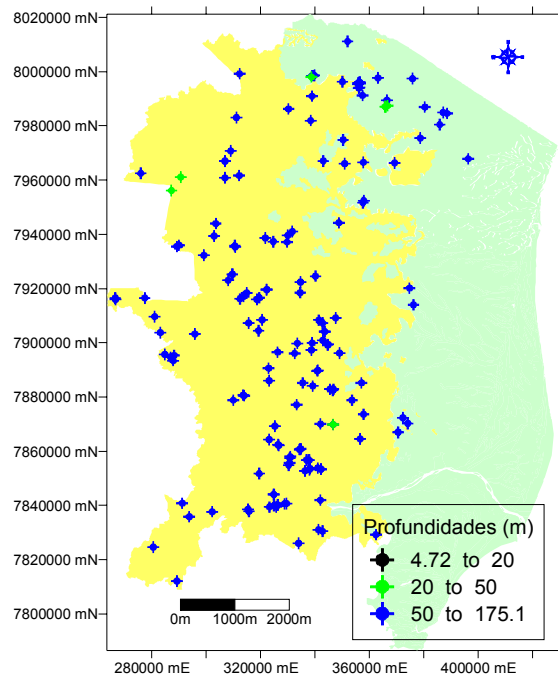 8020000 mN
8000000 mN
7980000 mN
7960000 mN
7940000 mN
7920000 mN
7900000 mN
7880000 mN
7860000 mN
7840000 mN
7820000 mN
7800000 mN
Profundidades (m)
4.72 to 20
20 to 50
50 to 175.1
0m 1000m 2000m
280000 mE 320000 mE 360000 mE 400000 mE